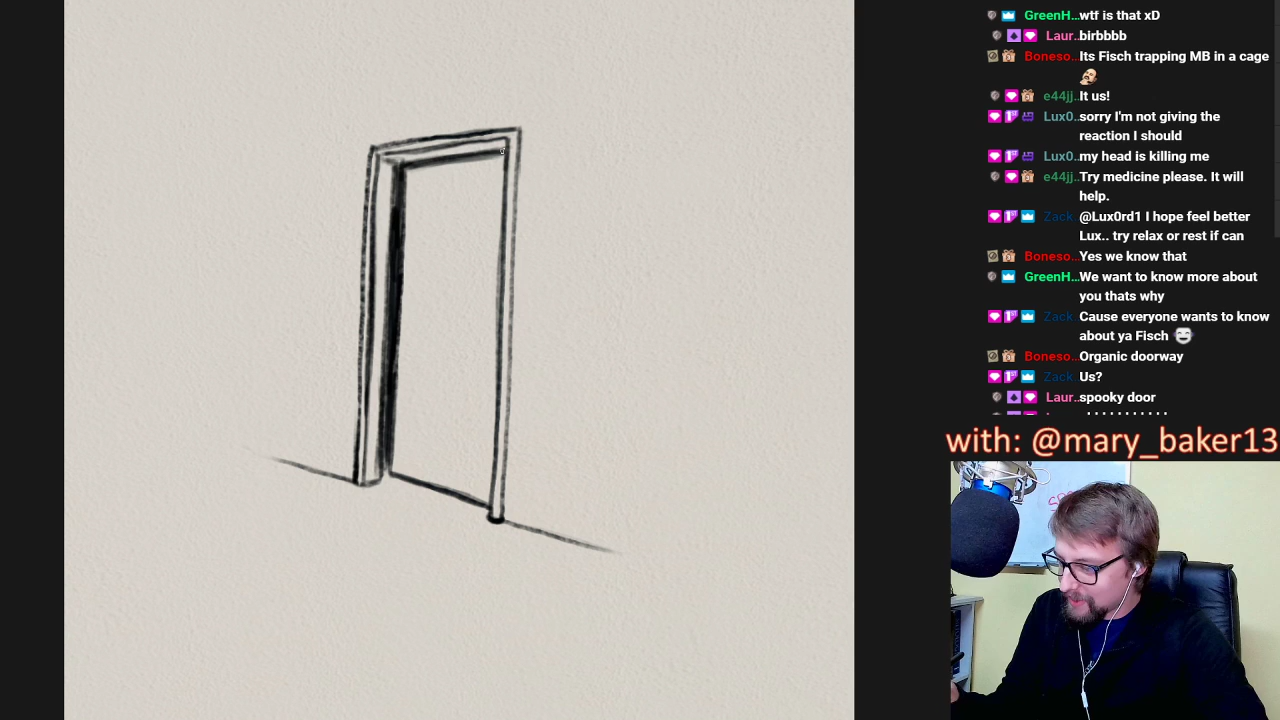 GreenH... wtf is that xD
Laur.. birbbbb
Boneso... Its Fisch trapping MB in a cage
e44jj.. It us!
Lux0.. sorry I'm not giving the
reaction I should
Lux0.. my head is killing me
e44jj.. Try medicine please. It will
help.
Zack. @Lux0rd1 I hope feel better
Lux.. try relax or rest if can
Boneso... Yes we know that
GreenH... We want to know more about
you thats why
Zack. Cause everyone wants to know
about ya Fisch
Boneso... Organic doorway
Zack. Us?
Laur.. spooky door
with: @mary_baker13